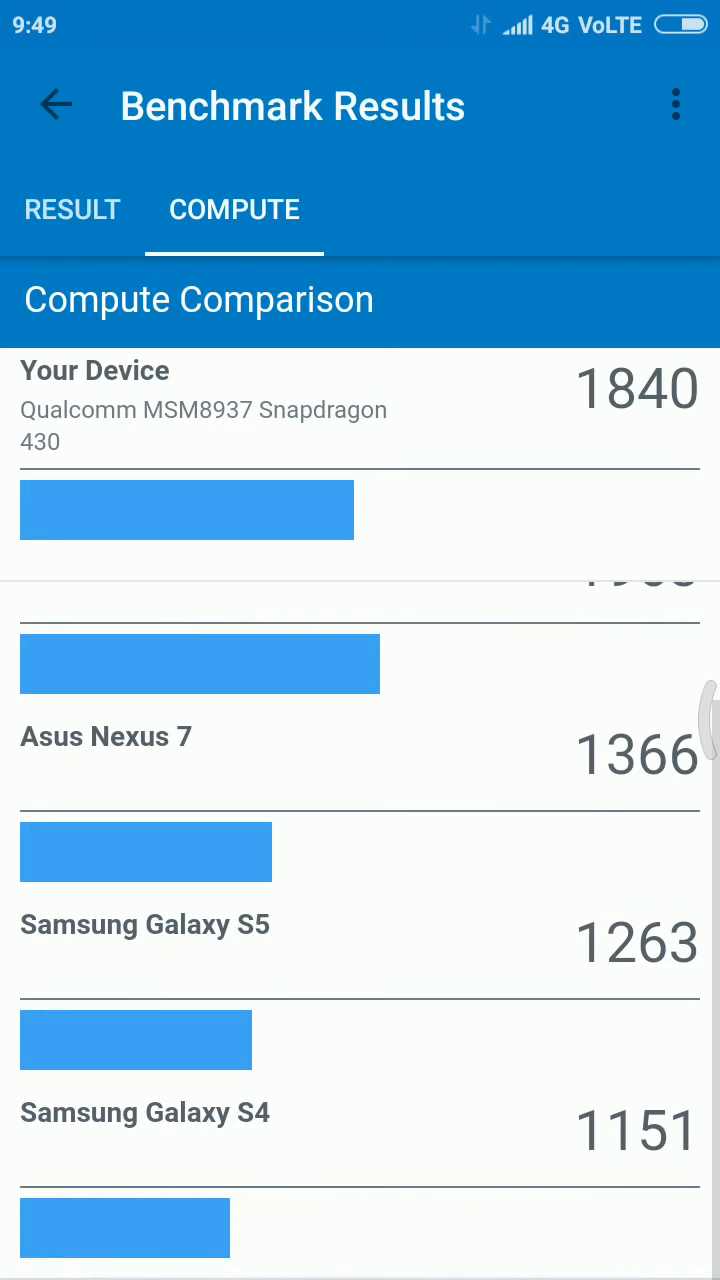 9:49 4G VoLTE
Benchmark Results
RESULT COMPUTE
Compute Comparison
Your Device
1840
Qualcomm MSM8937 Snapdragon
430
Asus Nexus 7
1366
Samsung Galaxy S5
1263
Samsung Galaxy S4
1151